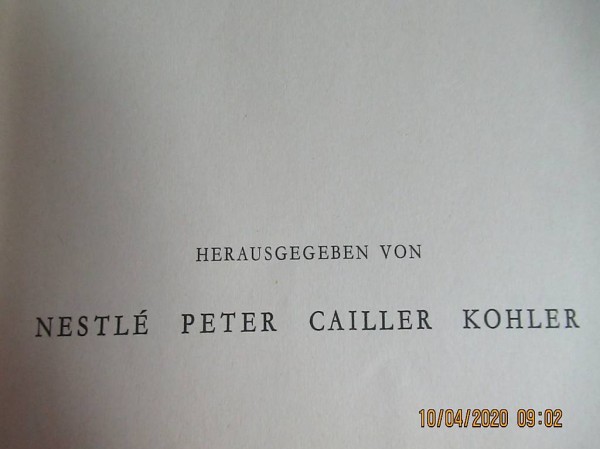 HERAUSGEGEBEN VON
NESTLÉ PETER CAILLER KOHLER
10/04/2020 09:02